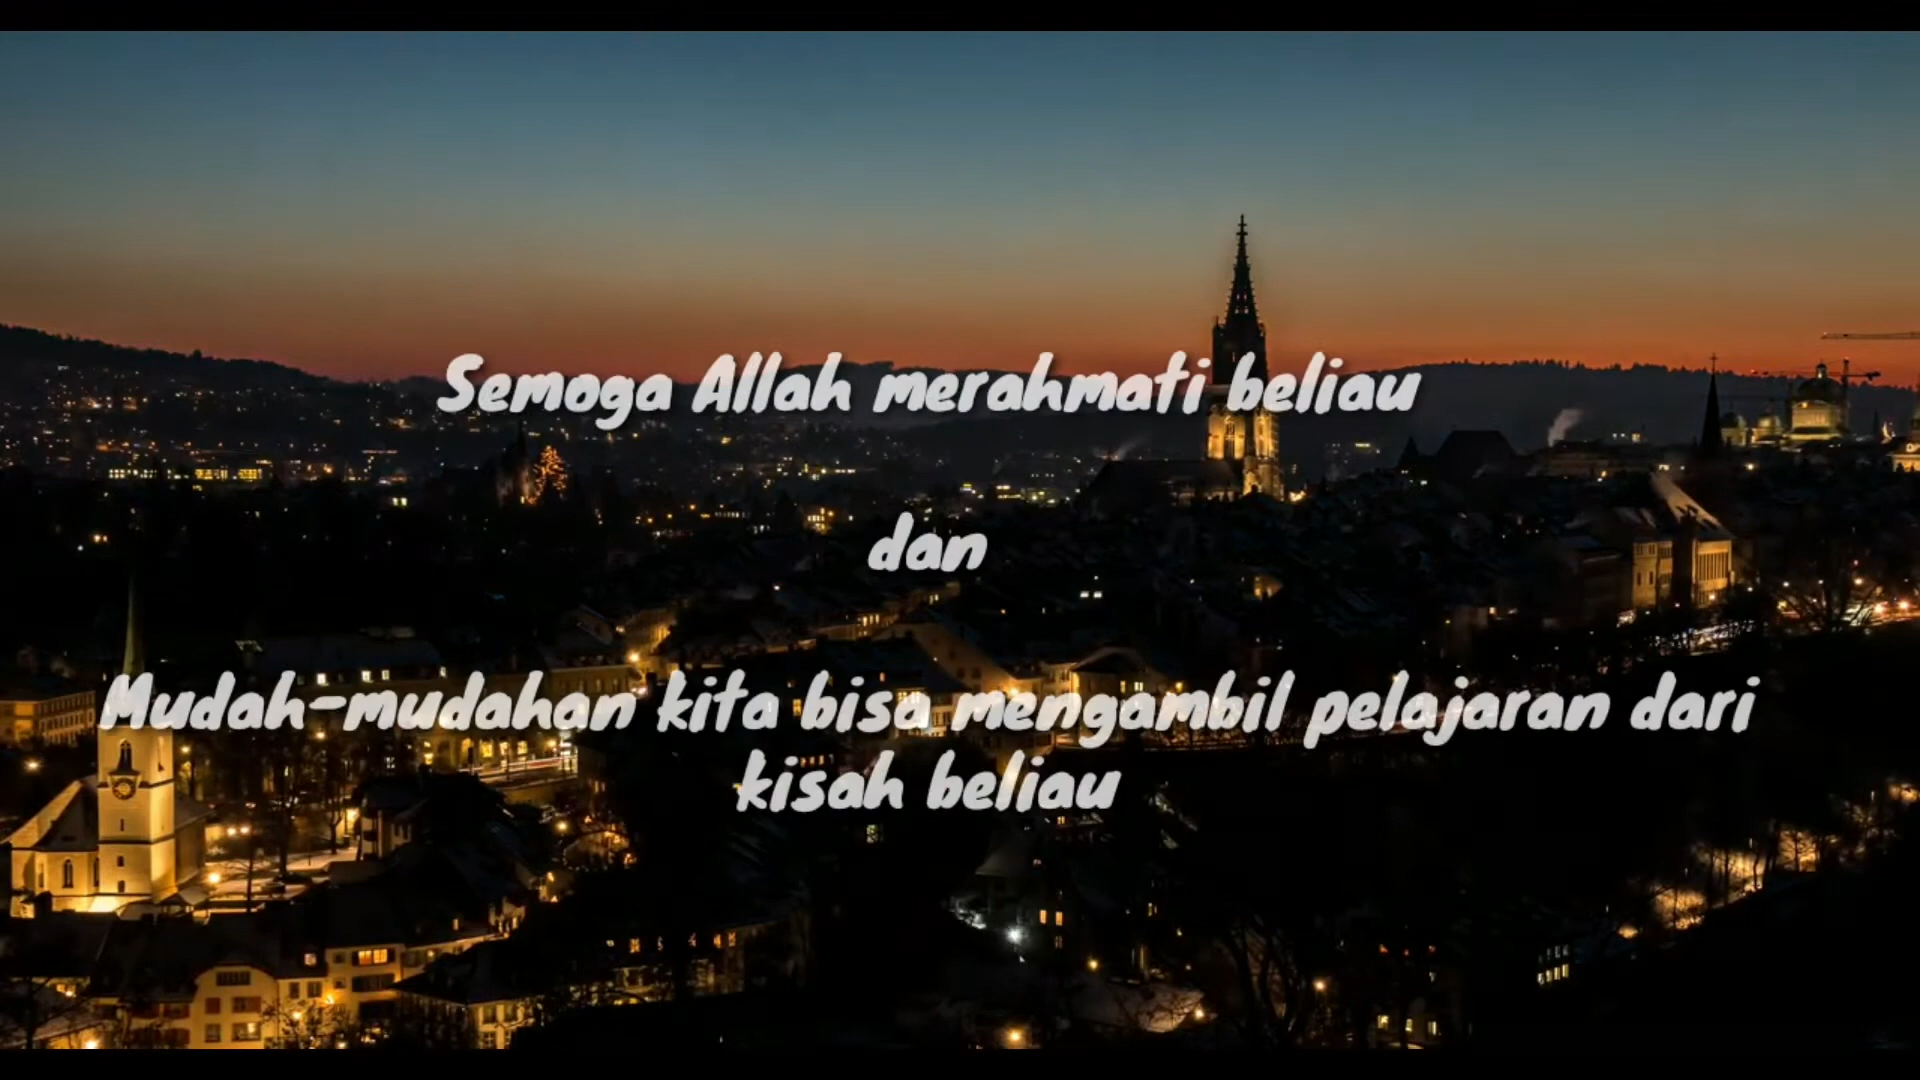 Semoga Allah merahmati beliau
dan
Mudah-mudahan kita bisa mengambil pelajaran dari
kisah beliau